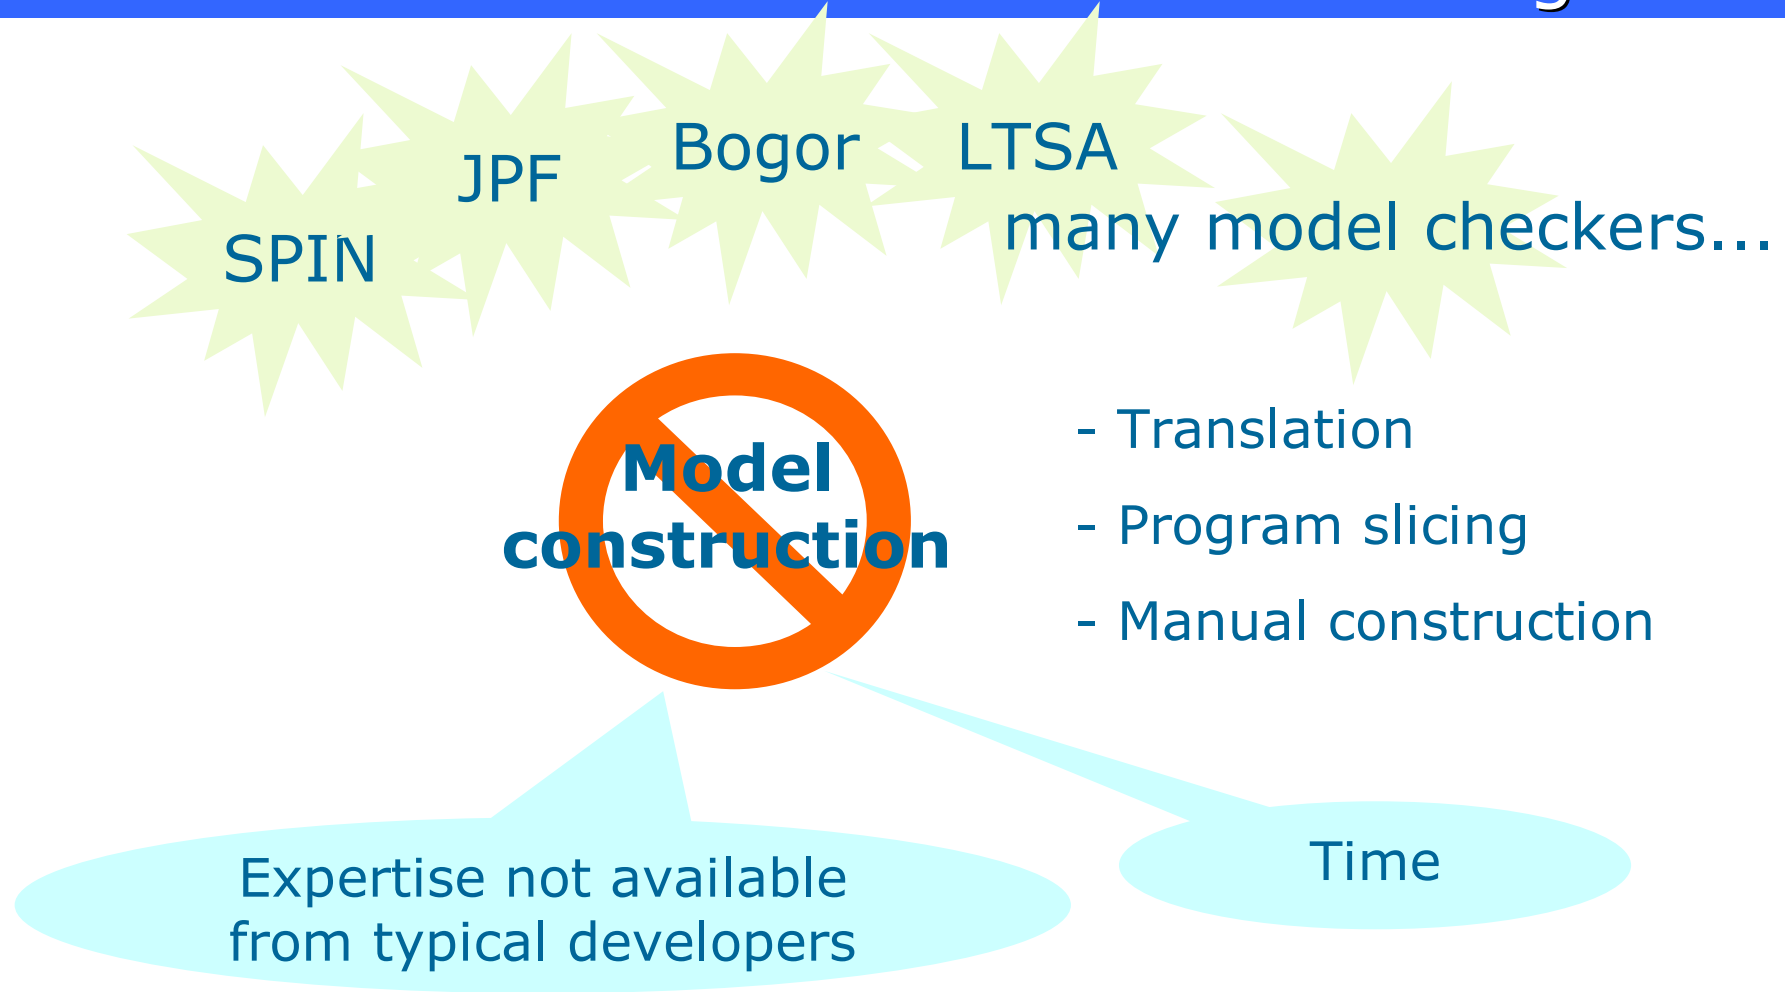 SPIN
JPF
Bogor
LTSA
many model checkers...
Model
construction
- Translation
- Program slicing
- Manual construction
Expertise not available
from typical developers
Time